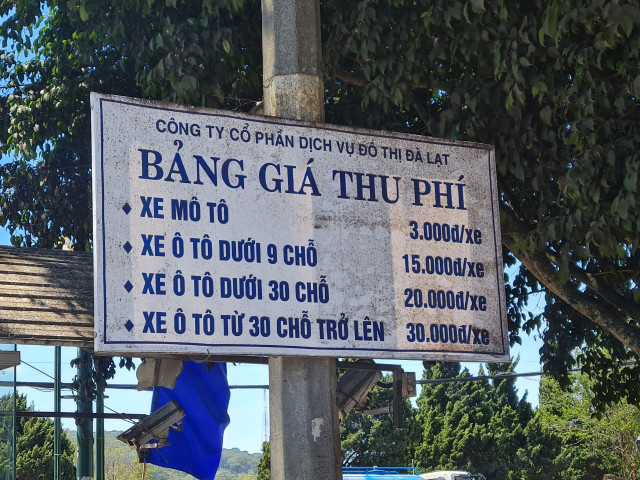 CÔNG TY CỔ PHẦN DỊCH VỤ ĐÔ THỊ ĐÀ LẠT
BẢNG GIÁ THU PHÍ
♦ XE MÔ TÔ 3.000đ/xe
♦ XE Ô TÔ DƯỚI 9 CHỖ 15.000đ/xe
♦ XE Ô TÔ DƯỚI 30 CHỖ 20.000đ/xe
♦ XE Ô TÔ TỪ 30 CHỖ TRỞ LÊN 30.000đ/xe